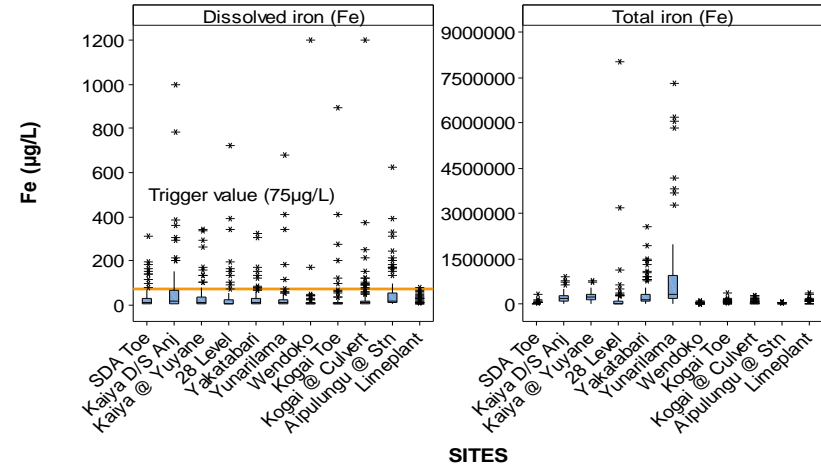 Dissolved iron (Fe)
Total iron (Fe)
Fe (µg/L)
1200
1000
800
600
400
200
0
Trigger value (75µg/L)
9000000
7500000
6000000
4500000
3000000
1500000
0
SDA Toe
Kaiya D/S Anj
Kaiya @ Yuyane
28 Level
Yakatabari
Yunarilama
Wendoko
Kogai Toe
Kogai @ Culvert
Aipulungu @ Stn
Limeplant
SDA Toe
Kaiya D/S Anj
Kaiya @ Yuyane
28 Level
Yakatabari
Yunarilama
Wendoko
Kogai Toe
Kogai @ Culvert
Aipulungu @ Stn
Limeplant
SITES